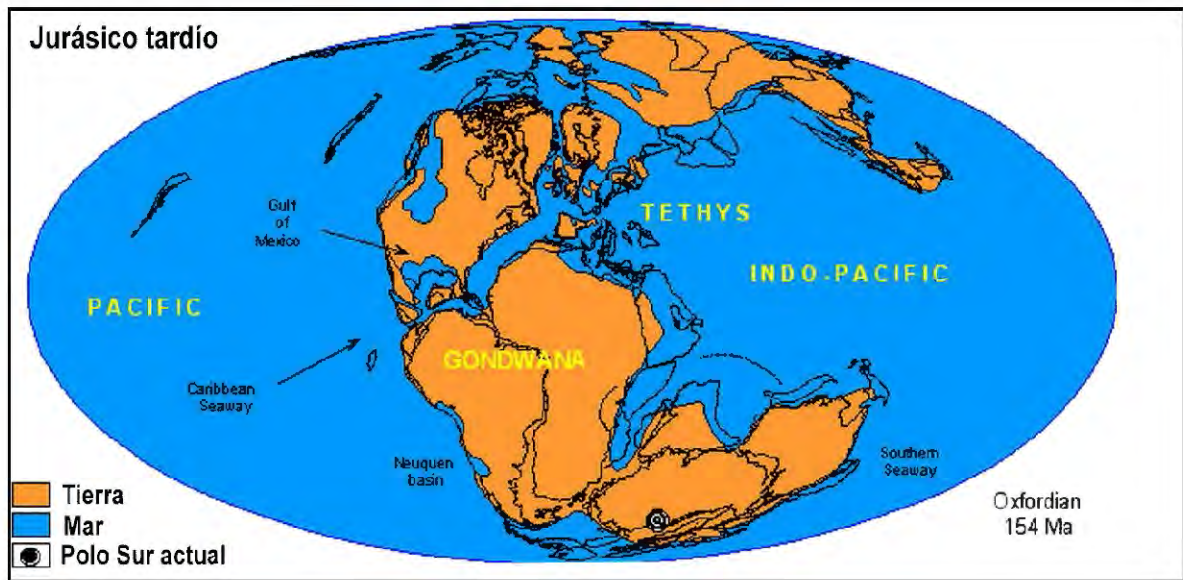 Jurásico tardío
Gulf
of
Mexico
TETHYS
INDO-PACIFIC
PACIFIC
GONDWANA
Caribbean
Seaway
Neuquen
basin
Southern
Seaway
Oxfordian
154 Ma
Tierra
Mar
Polo Sur actual